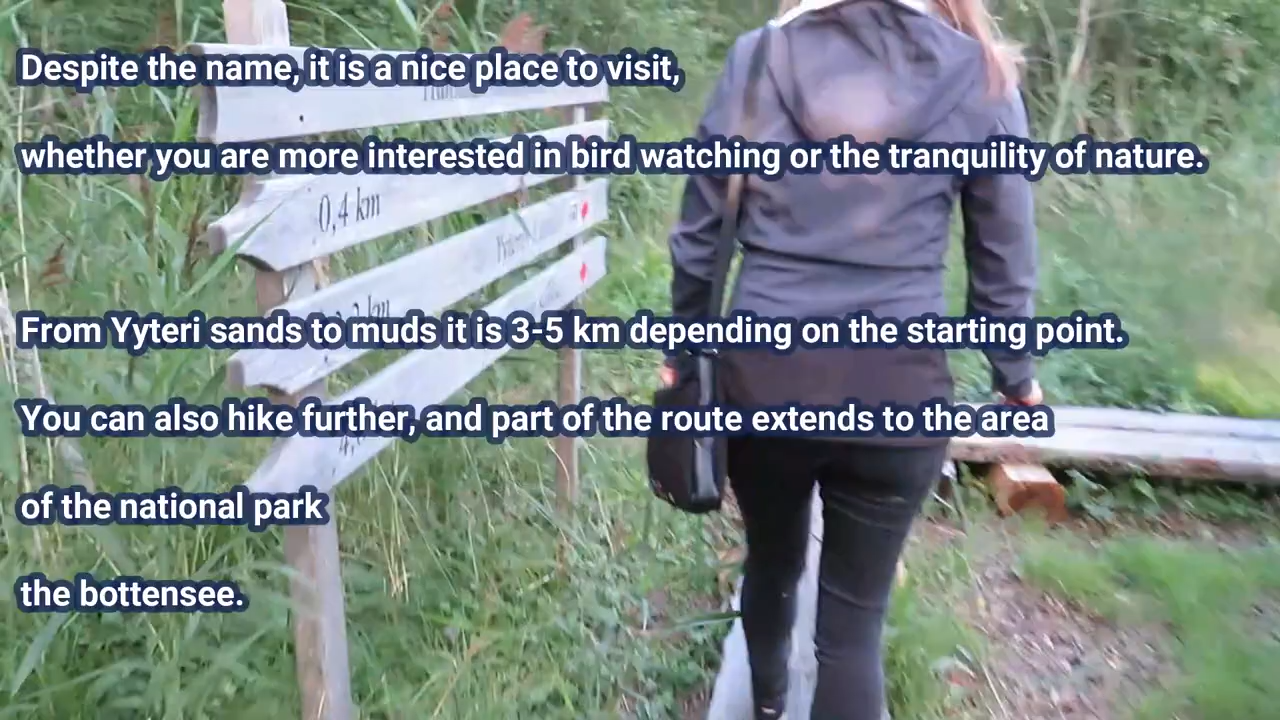 Despite the name, it is a nice place to visit,
whether you are more interested in bird watching or the tranquility of nature.
0,4 km
km
From Yyteri sands to muds it is 3-5 km depending on the starting point.
You can also hike further, and part of the route extends to the area
of the national park
the bottensee.